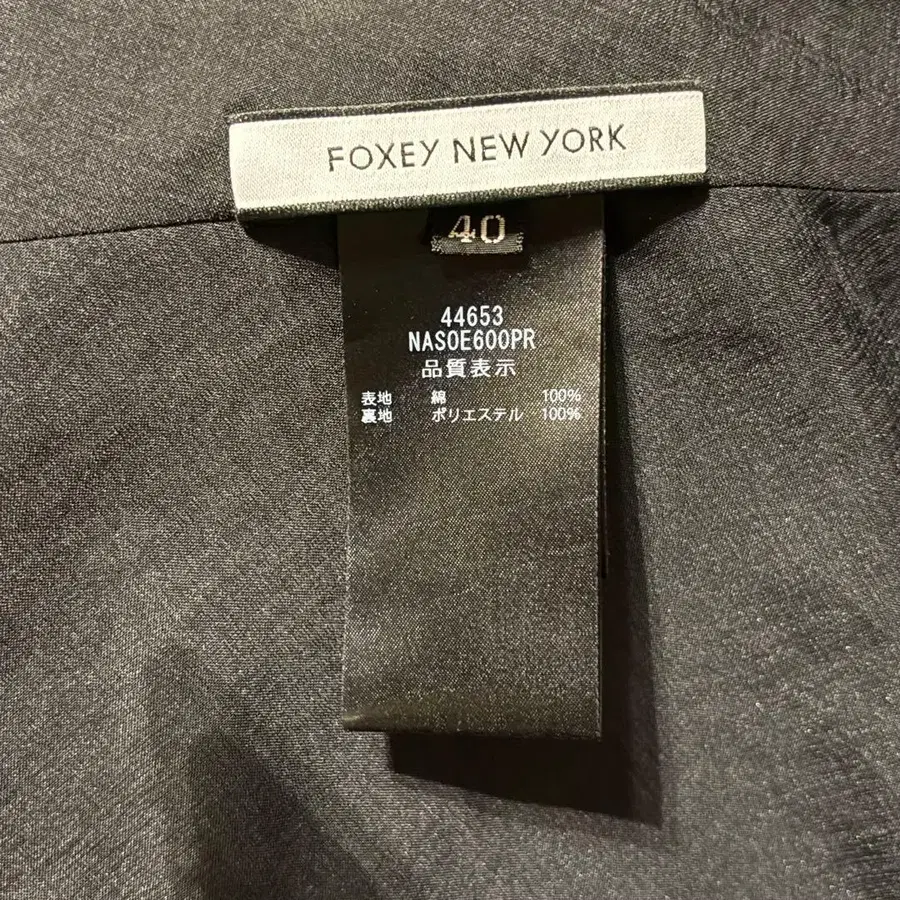 FOXEY NEW YORK
40
44653
NASOE600PR
品質表示
表地 綿 100%
裏地 ポリエステル 100%